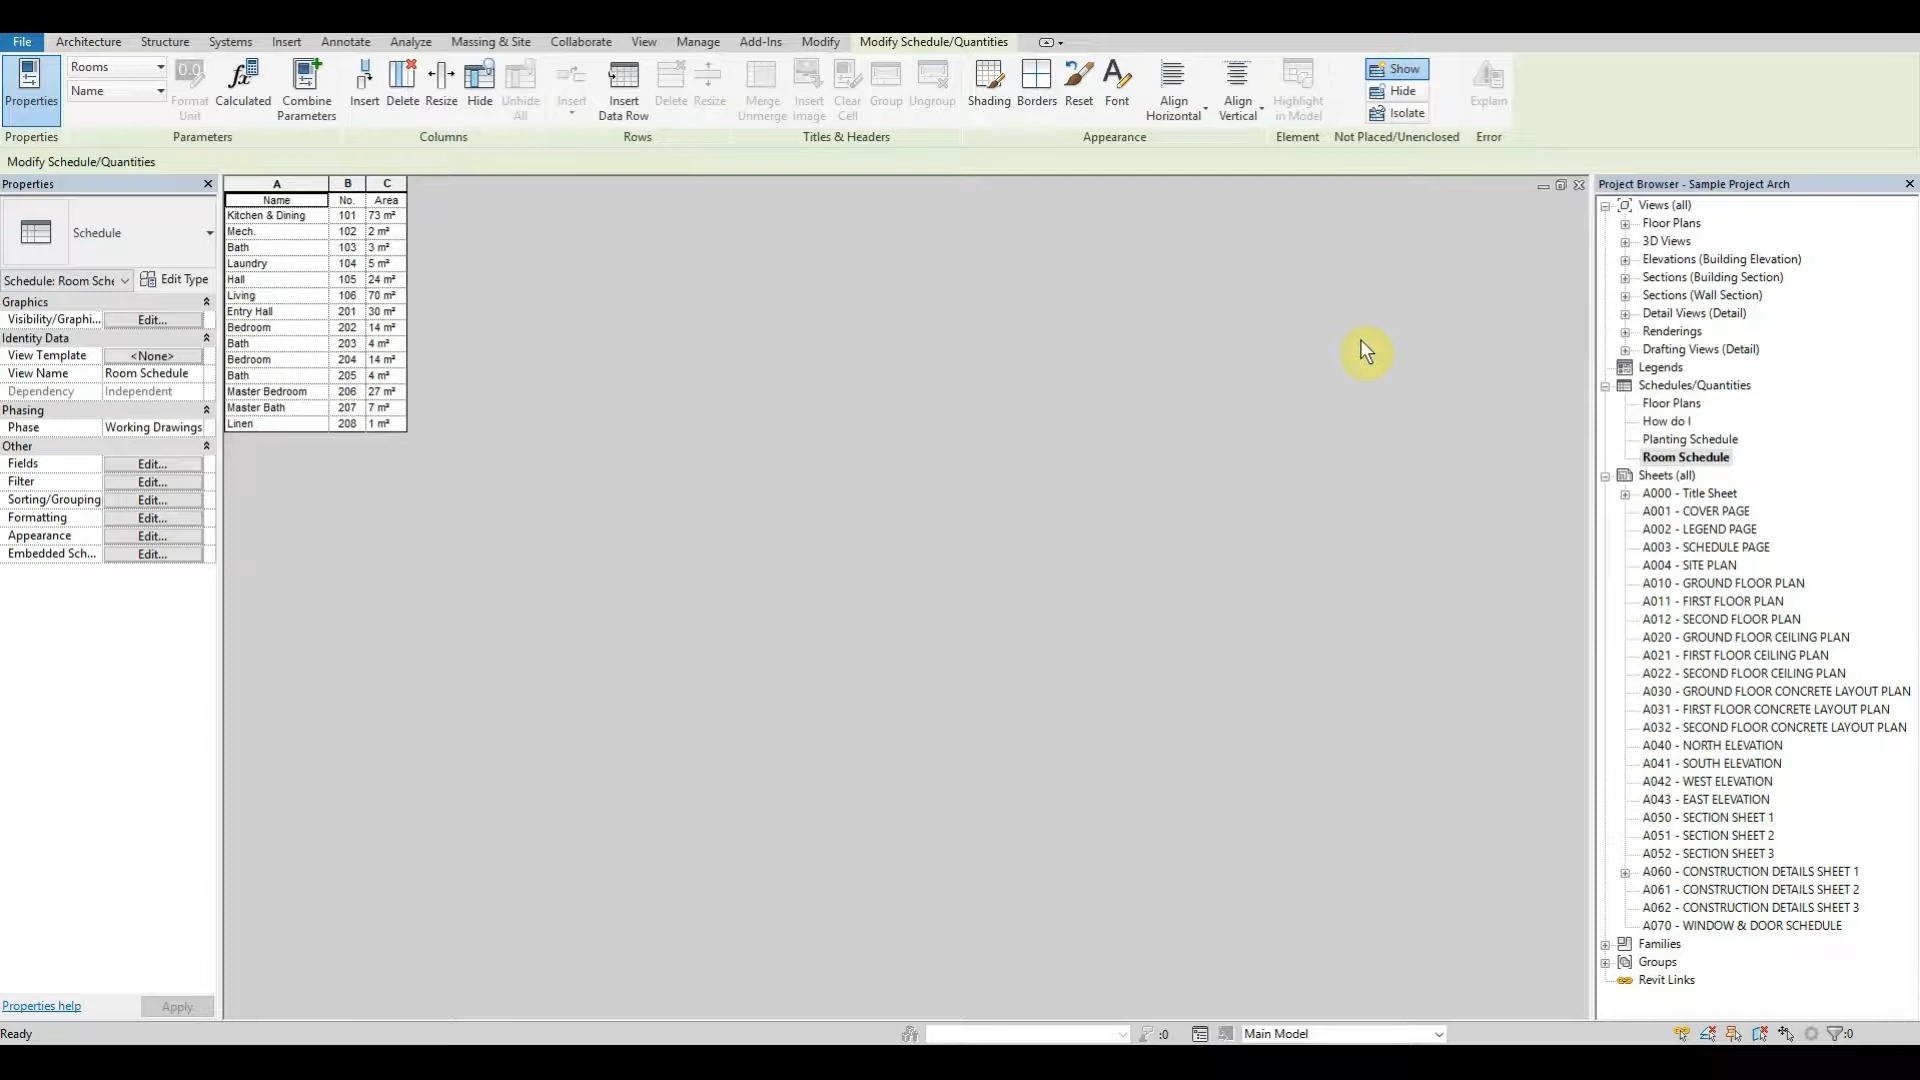 File Architecture Structure Systems Insert Annotate Analyze Massing & Site Collaborate View Manage Add-Ins Modify Modify Schedule/Quantities
Properties
Rooms
Name
0.0
Format Unit
Calculated
Combine Parameters
Insert
Delete
Resize
Hide
Unhide All
Insert
Insert Data Row
Delete
Resize
Merge Unmerge
Insert Image
Clear Cell
Group
Ungroup
Shading
Borders
Reset
Font
Align Horizontal
Align Vertical
Highlight in Model
Show
Hide
Isolate
Explain
Properties Parameters Columns Rows Titles & Headers Appearance Element Not Placed/Unenclosed Error
Modify Schedule/Quantities
Properties
Schedule
Schedule: Room Sche
Edit Type
Graphics
Visibility/Graphi... Edit...
Identity Data
View Template <None>
View Name Room Schedule
Dependency Independent
Phasing
Phase Working Drawings
Other
Fields Edit...
Filter Edit...
Sorting/Grouping Edit...
Formatting Edit...
Appearance Edit...
Embedded Sch... Edit...
Properties help
Apply
A B C
Name No. Area
Kitchen & Dining 101 73 m²
Mech. 102 2 m²
Bath 103 3 m²
Laundry 104 5 m²
Hall 105 24 m²
Living 106 70 m²
Entry Hall 201 30 m²
Bedroom 202 14 m²
Bath 203 4 m²
Bedroom 204 14 m²
Bath 205 4 m²
Master Bedroom 206 27 m²
Master Bath 207 7 m²
Linen 208 1 m²
Project Browser - Sample Project Arch
Views (all)
Floor Plans
3D Views
Elevations (Building Elevation)
Sections (Building Section)
Sections (Wall Section)
Detail Views (Detail)
Renderings
Drafting Views (Detail)
Legends
Schedules/Quantities
Floor Plans
How do I
Planting Schedule
Room Schedule
Sheets (all)
A000 - Title Sheet
A001 - COVER PAGE
A002 - LEGEND PAGE
A003 - SCHEDULE PAGE
A004 - SITE PLAN
A010 - GROUND FLOOR PLAN
A011 - FIRST FLOOR PLAN
A012 - SECOND FLOOR PLAN
A020 - GROUND FLOOR CEILING PLAN
A021 - FIRST FLOOR CEILING PLAN
A022 - SECOND FLOOR CEILING PLAN
A030 - GROUND FLOOR CONCRETE LAYOUT PLAN
A031 - FIRST FLOOR CONCRETE LAYOUT PLAN
A032 - SECOND FLOOR CONCRETE LAYOUT PLAN
A040 - NORTH ELEVATION
A041 - SOUTH ELEVATION
A042 - WEST ELEVATION
A043 - EAST ELEVATION
A050 - SECTION SHEET 1
A051 - SECTION SHEET 2
A052 - SECTION SHEET 3
A060 - CONSTRUCTION DETAILS SHEET 1
A061 - CONSTRUCTION DETAILS SHEET 2
A062 - CONSTRUCTION DETAILS SHEET 3
A070 - WINDOW & DOOR SCHEDULE
Families
Groups
Revit Links
Ready
:0
Main Model
:0